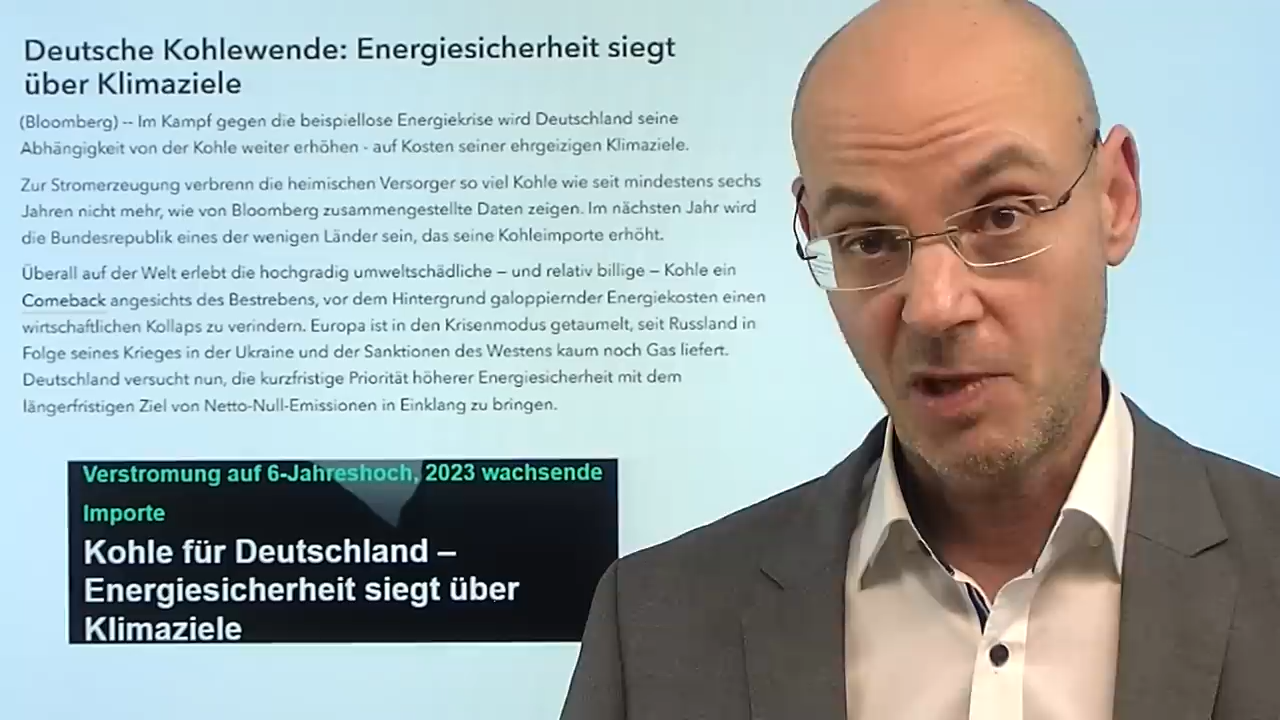 Deutsche Kohlewende: Energiesicherheit siegt
über Klimaziele
(Bloomberg) -- Im Kampf gegen die beispiellose Energiekrise wird Deutschland seine
Abhängigkeit von der Kohle weiter erhöhen - auf Kosten seiner ehrgeizigen Klimaziele.
Zur Stromerzeugung verbrenn die heimischen Versorger so viel Kohle wie seit mindestens sechs
Jahren nicht mehr, wie von Bloomberg zusammengestellte Daten zeigen. Im nächsten Jahr wird
die Bundesrepublik eines der wenigen Länder sein, das seine Kohleimporte erhöht.
Überall auf der Welt erlebt die hochgradig umweltschädliche – und relativ billige – Kohle ein
Comeback angesichts des Bestrebens, vor dem Hintergrund galoppiernder Energiekosten einen
wirtschaftlichen Kollaps zu verindern. Europa ist in den Krisenmodus getaumelt, seit Russland in
Folge seines Krieges in der Ukraine und der Sanktionen des Westens kaum noch Gas liefert.
Deutschland versucht nun, die kurzfristige Priorität höherer Energiesicherheit mit dem
längerfristigen Ziel von Netto-Null-Emissionen in Einklang zu bringen.
Verstromung auf 6-Jahreshoch, 2023 wachsende
Importe
Kohle für Deutschland –
Energiesicherheit siegt über
Klimaziele